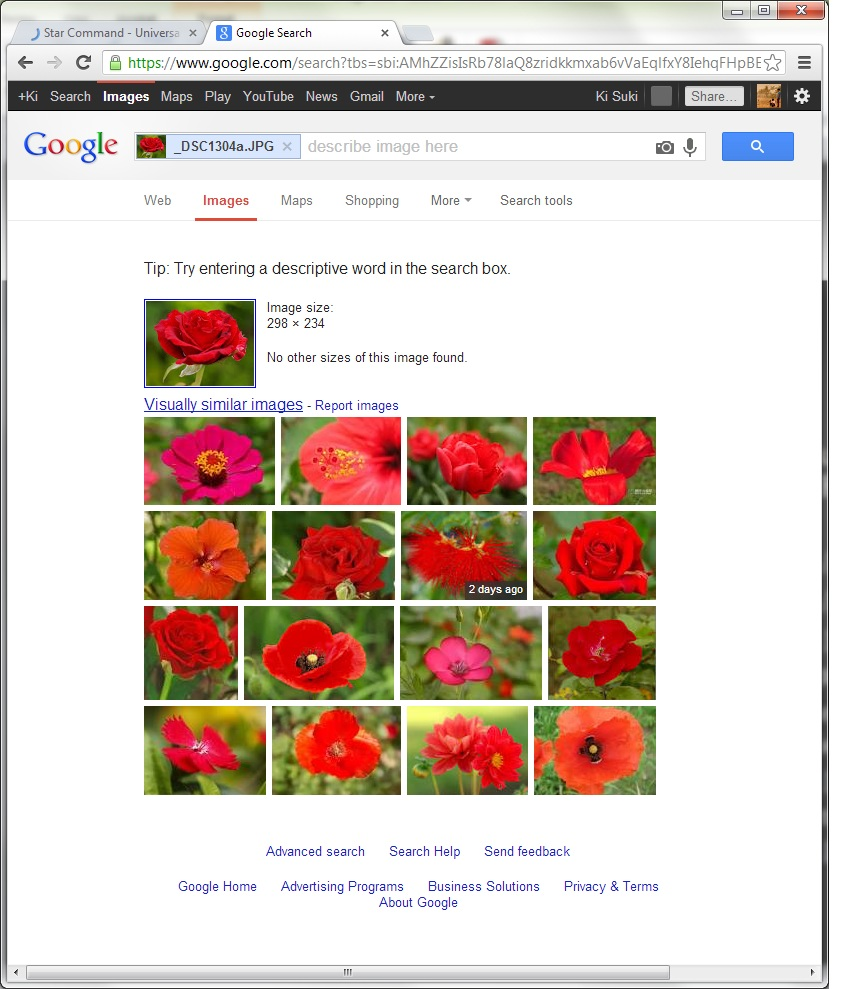 Star Command - Universa
Google Search
https://www.google.com/search?tbs=sbi:AMhZZisIsRb78laQ8zridkkmxab6vVaEqlfxY8IehqFHpBE
+Ki Search Images Maps Play YouTube News Gmail More Ki Suki Share...
Google _DSC1304a.JPG describe image here
Web Images Maps Shopping More Search tools
Tip: Try entering a descriptive word in the search box.
Image size:
298 × 234
No other sizes of this image found.
Visually similar images - Report images
2 days ago
Advanced search Search Help Send feedback
Google Home Advertising Programs Business Solutions Privacy & Terms
About Google